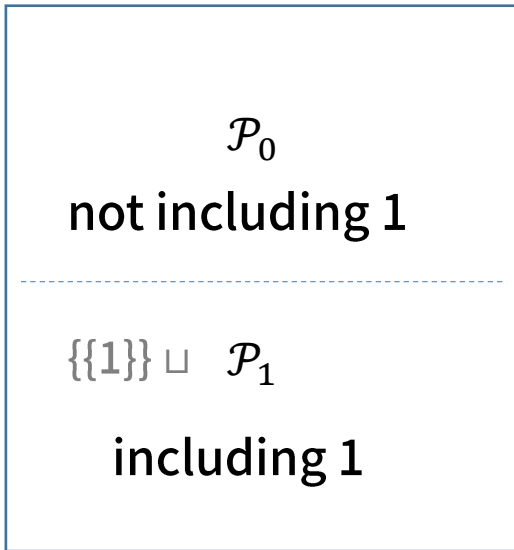 𝒫₀
not including 1
{{1}} ⊔ 𝒫₁
including 1